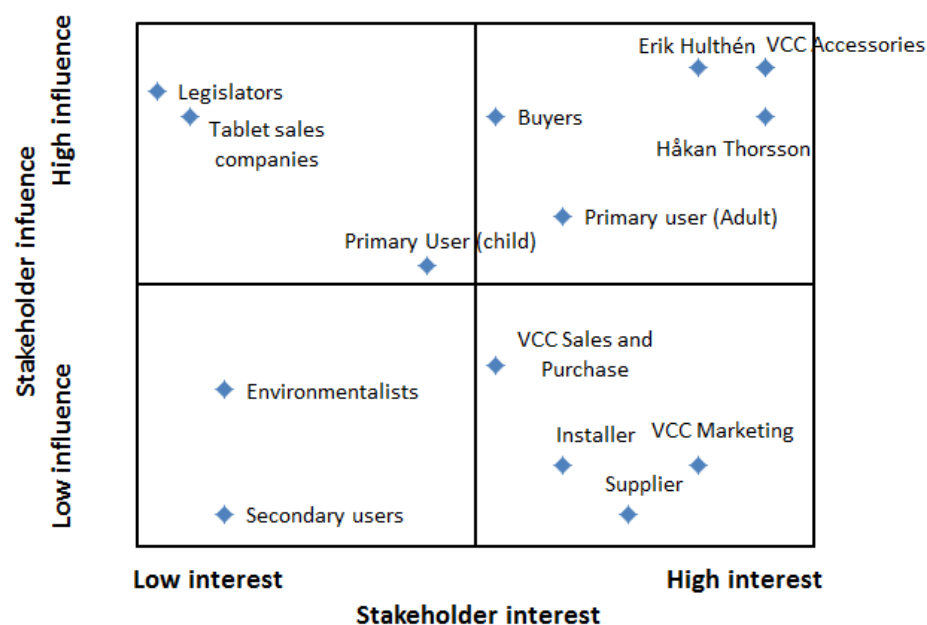 Erik Hulthén
VCC Accessories
Legislators
Tablet sales
companies
Buyers
Håkan Thorsson
Primary user (Adult)
Primary User (child)
High influence
Stakeholder infuence
Low influence
VCC Sales and
Purchase
Environmentalists
Installer
VCC Marketing
Supplier
Secondary users
Low interest
High interest
Stakeholder interest